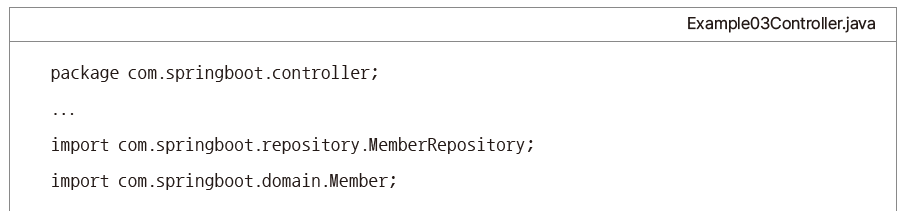 Example03Controller.java
package com.springboot.controller;
...
import com.springboot.repository.MemberRepository;
import com.springboot.domain.Member;